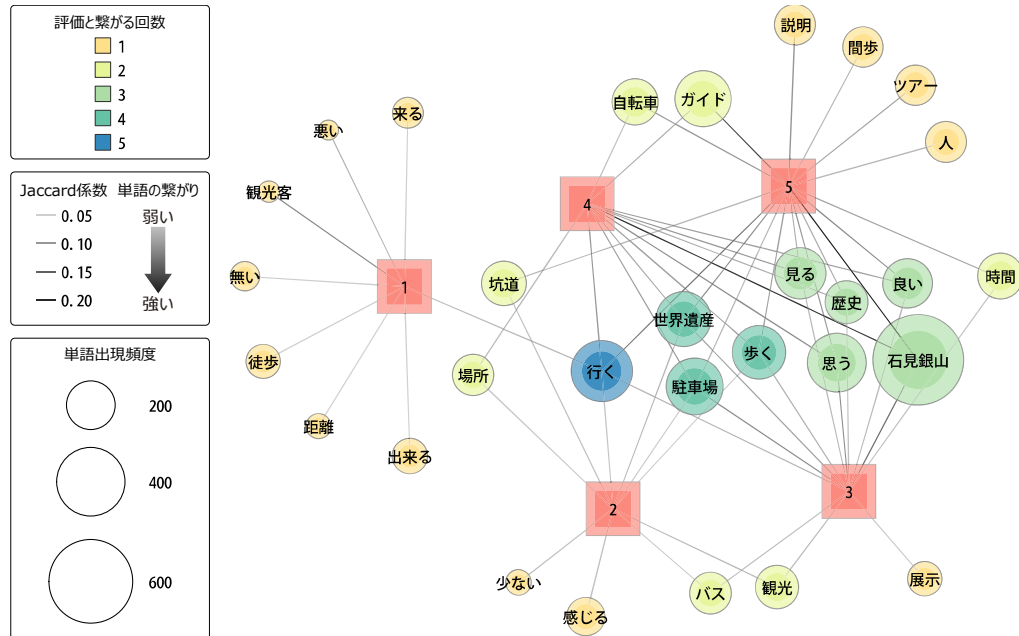 評価と繋がる回数
1
2
3
4
5
Jaccard係数 単語の繋がり
0.05
0.10
0.15
0.20
弱い
強い
単語出現頻度
200
400
600
説明
間歩
ツアー
人
自転車
ガイド
来る
悪い
観光客
無い
徒歩
距離
出来る
1
4
5
坑道
場所
見る
歴史
良い
時間
世界遺産
歩く
思う
石見銀山
行く
駐車場
2
3
少ない
感じる
バス
観光
展示